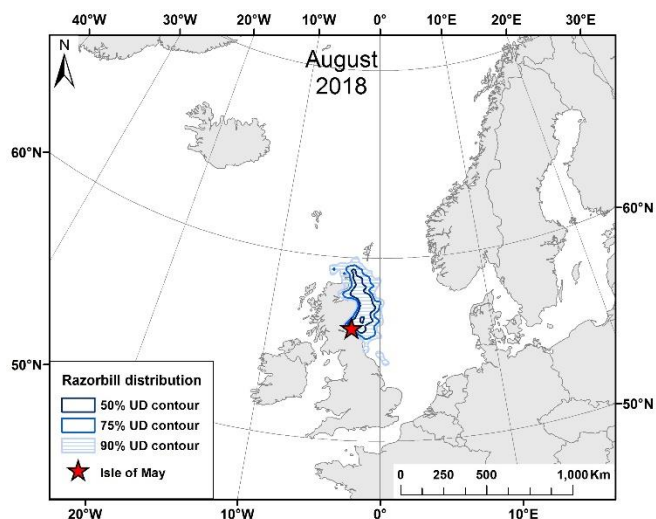 40°W 30°W 20°W 10°W 0° 10°E 20°E 30°E
N
August
2018
60°N
60°N
50°N
50°N
Razorbill distribution
50% UD contour
75% UD contour
90% UD contour
Isle of May
0 250 500 1,000 Km
20°W 10°W 0° 10°E